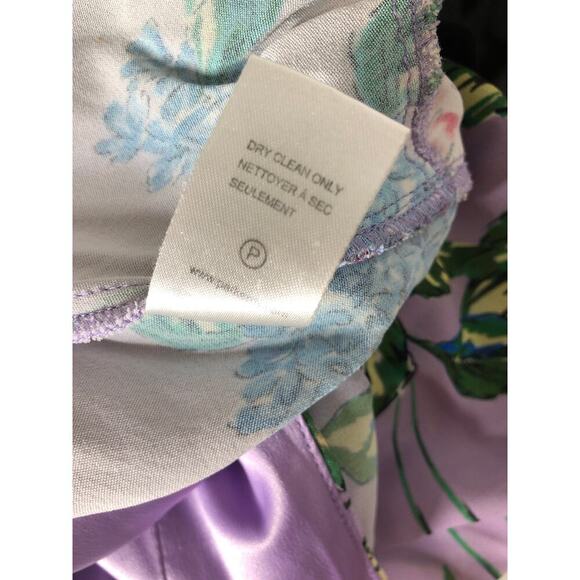 DRY CLEAN ONLY
NETTOYER À SEC
SEULEMENT
P